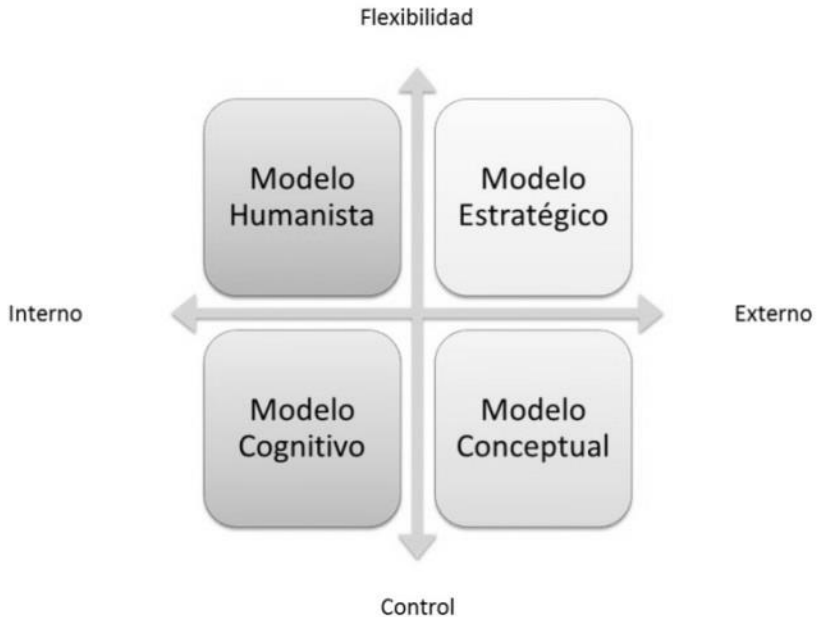 Flexibilidad
Modelo
Humanista
Modelo
Estratégico
Interno
Externo
Modelo
Cognitivo
Modelo
Conceptual
Control